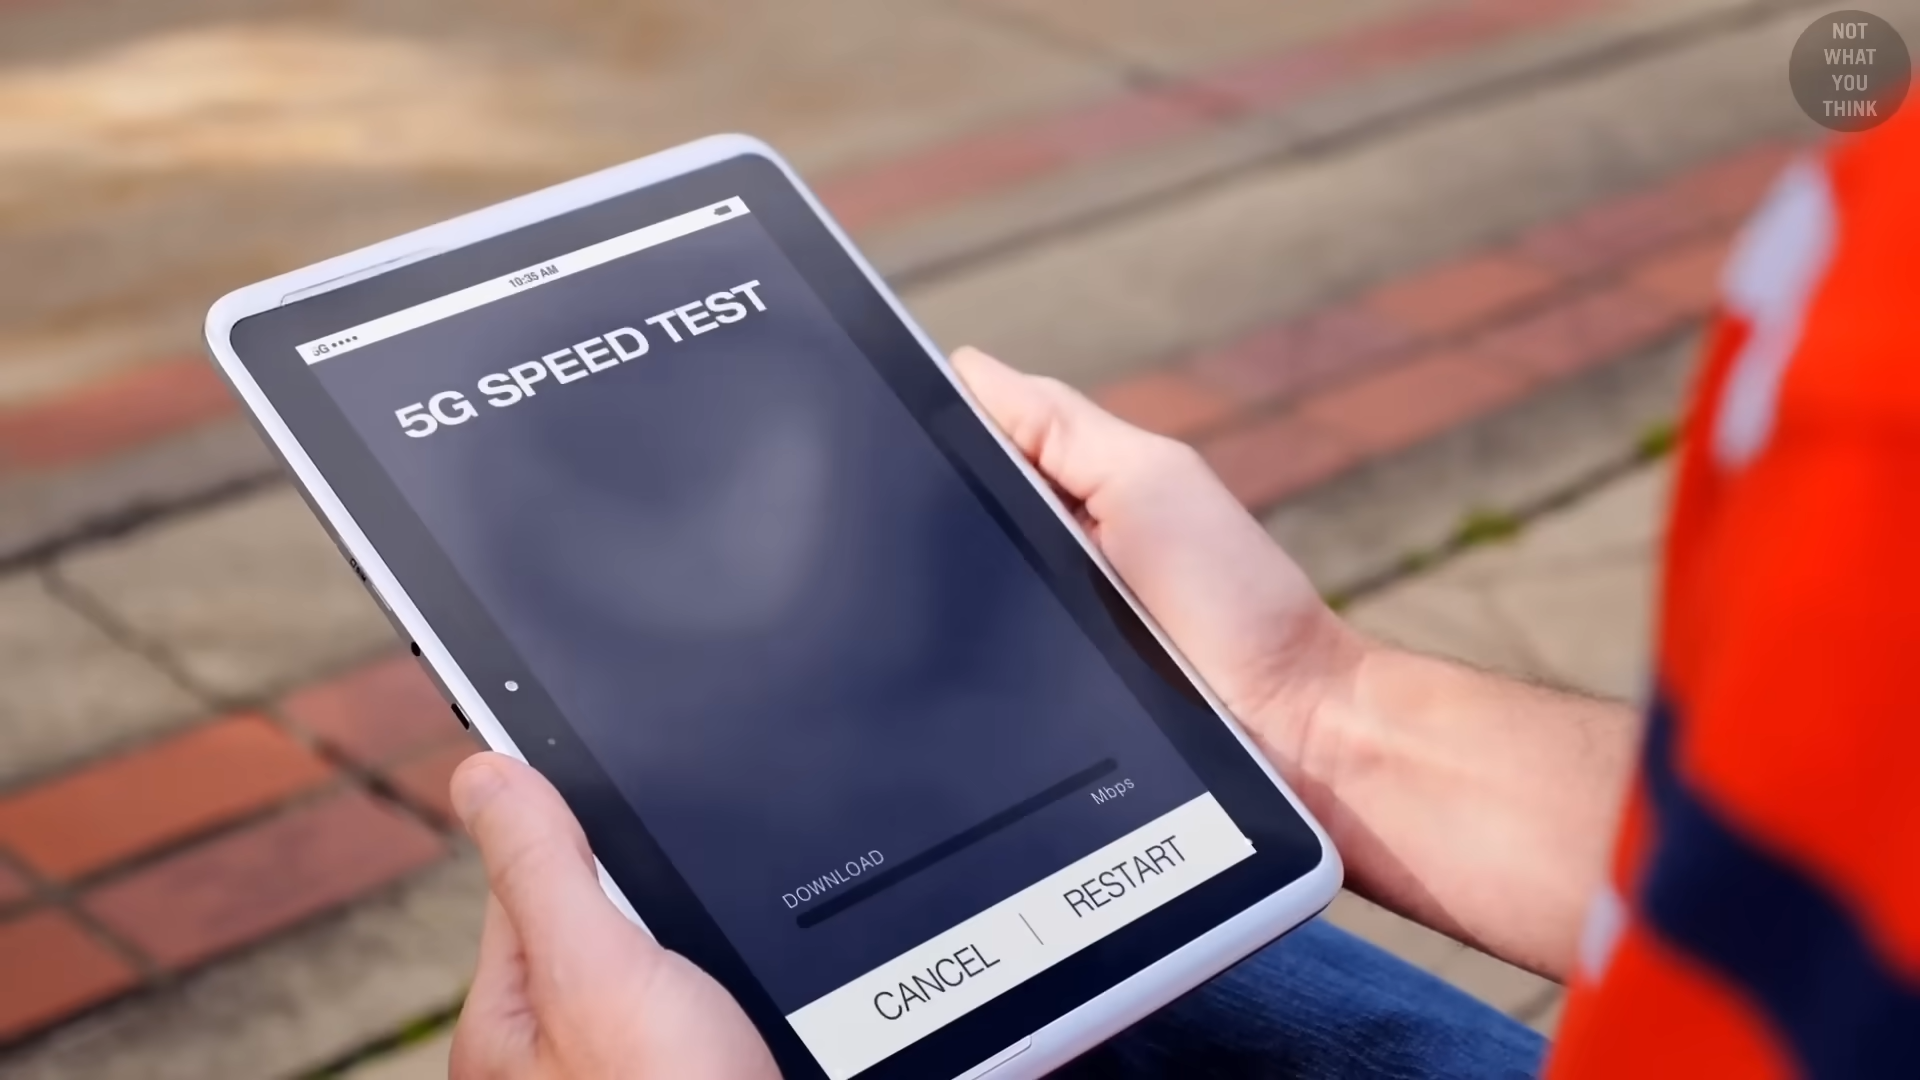 NOT
WHAT
YOU
THINK
5G
10:35 AM
5G SPEED TEST
DOWNLOAD
Mbps
CANCEL
RESTART